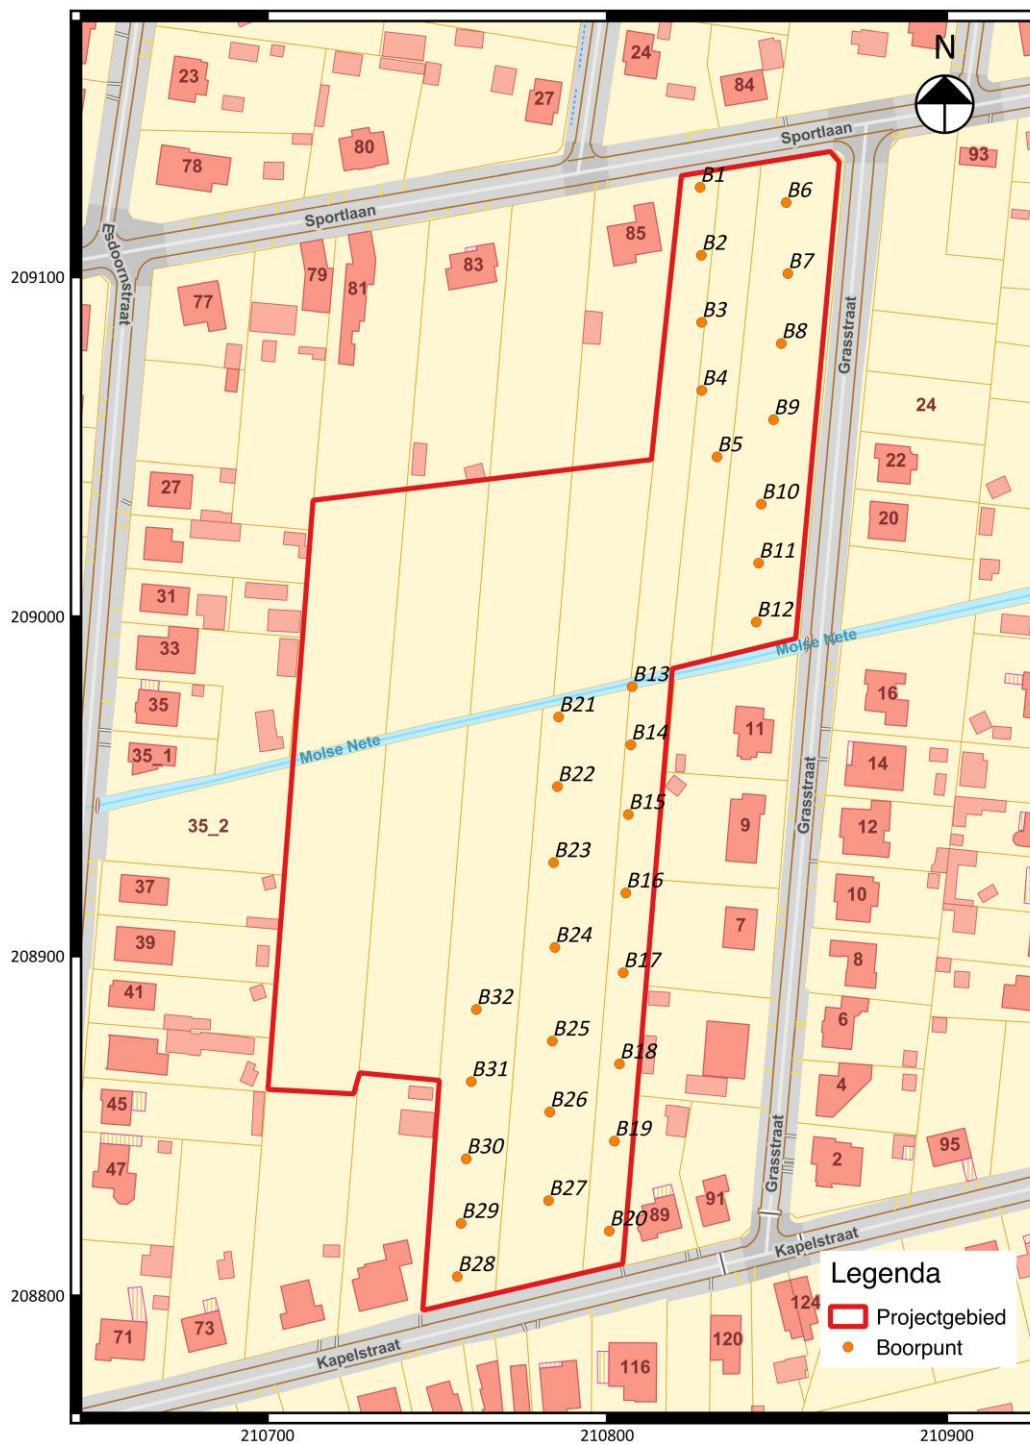 N
24
84
23
27
Sportlaan
80
93
78
B1
B6
Sportlaan
Esdoornstraat
85
B2
83
79
B7
209100
81
77
Grasstraat
B3
B8
B4
24
B9
B5
22
27
B10
20
B11
31
B12
209000
33
Molse Nete
B13
16
35
B21
11
B14
Molse Nete
35_1
14
B22
Grasstraat
B15
9
12
35_2
B23
B16
37
10
7
39
B24
208900
B17
8
41
B32
6
B25
B18
B31
4
45
B26
B19
Grasstraat
95
B30
2
47
B27
91
B29
B20
89
Kapelstraat
B28
Legenda
208800
124
Projectgebied
71
73
120
Boorpunt
Kapelstraat
116
210700
210800
210900